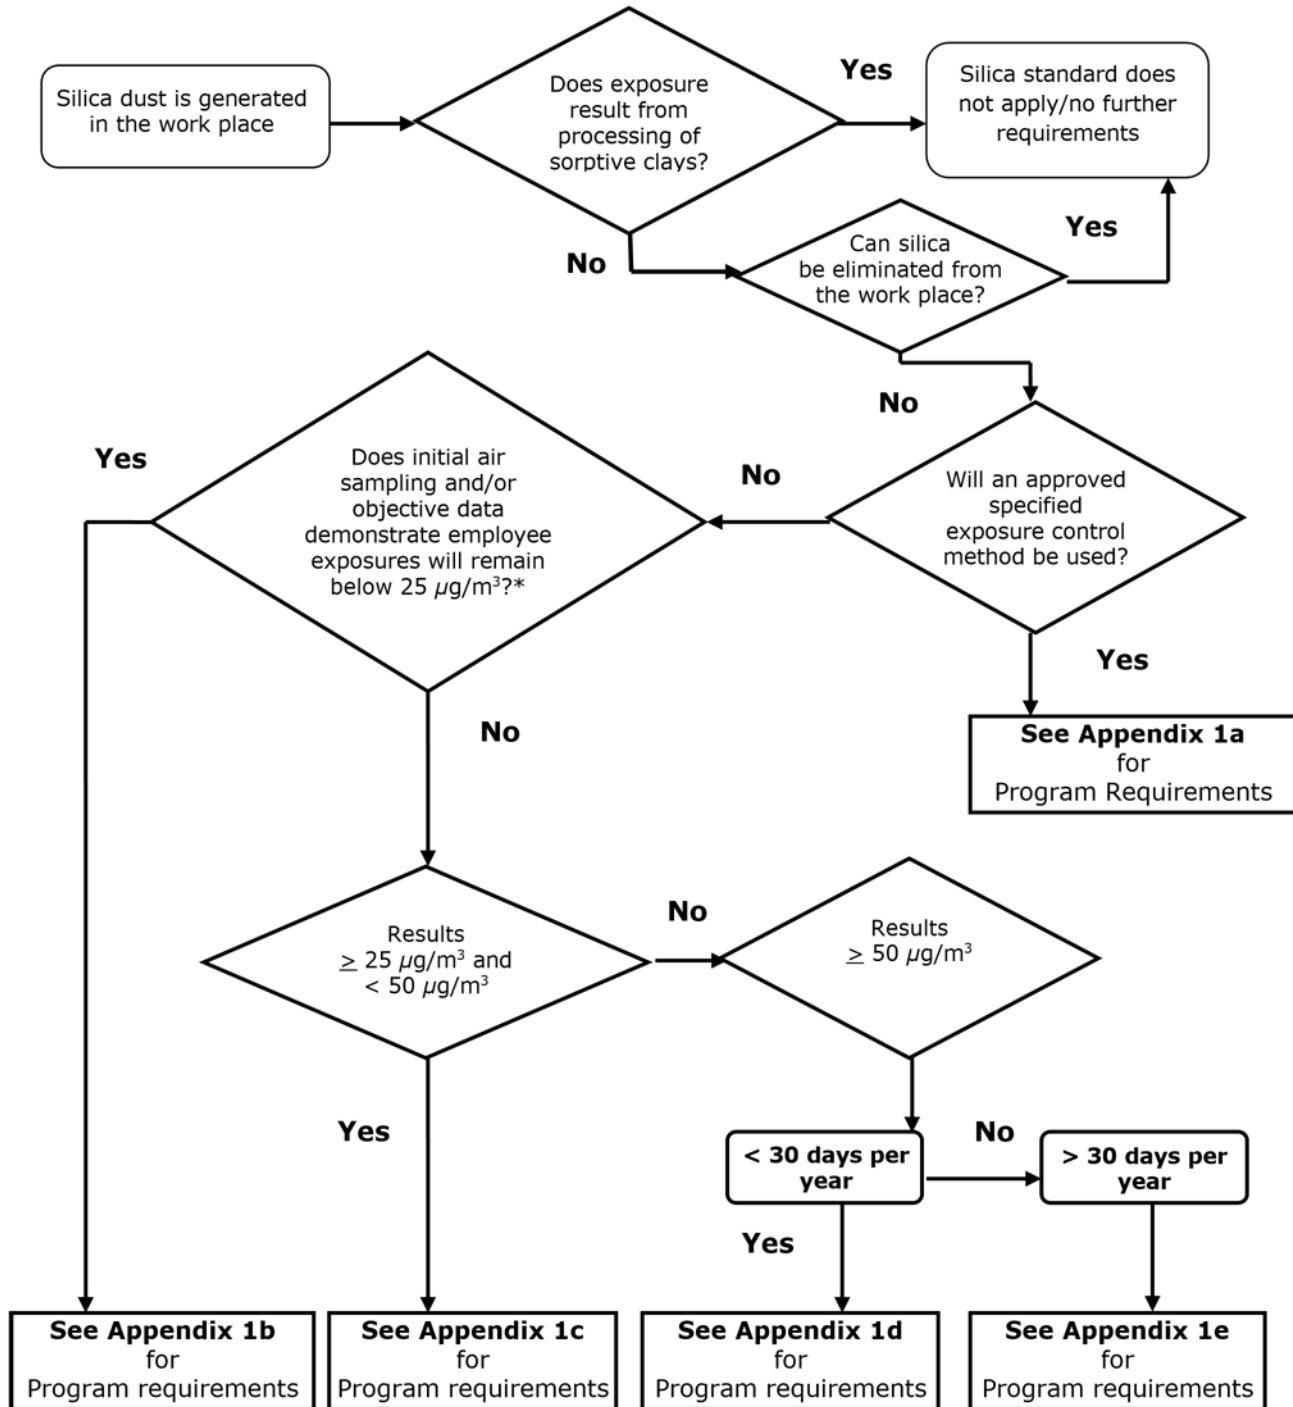 Silica dust is generated
in the work place
Does exposure
result from
processing of
sorptive clays?
Yes
Silica standard does
not apply/no further
requirements
No
Can silica
be eliminated from
the work place?
Yes
No
Will an approved
specified
exposure control
method be used?
No
Yes
Does initial air
sampling and/or
objective data
demonstrate employee
exposures will remain
below 25 µg/m³?*
Yes
See Appendix 1a
for
Program Requirements
No
Results
≥ 25 µg/m³ and
< 50 µg/m³
No
Results
≥ 50 µg/m³
Yes
< 30 days per
year
No
> 30 days per
year
Yes
See Appendix 1b
for
Program requirements
See Appendix 1c
for
Program requirements
See Appendix 1d
for
Program requirements
See Appendix 1e
for
Program requirements